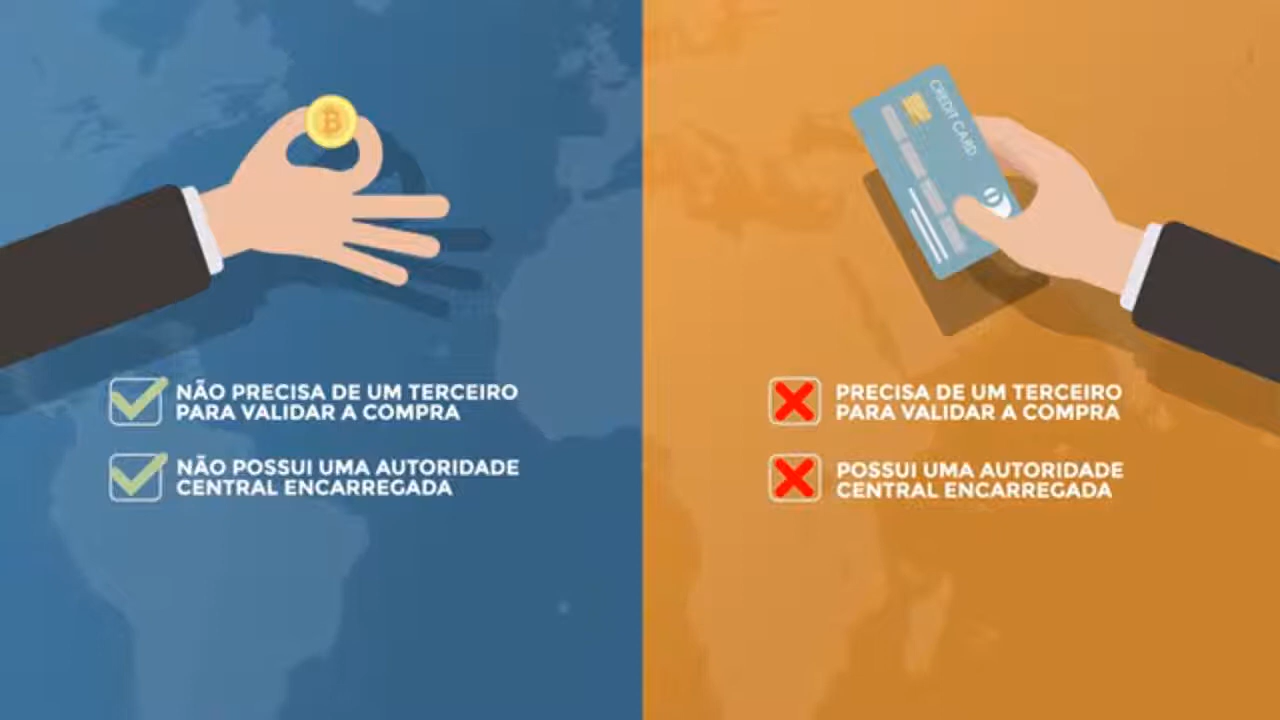 CREDIT CARD
NÃO PRECISA DE UM TERCEIRO
PARA VALIDAR A COMPRA
NÃO POSSUI UMA AUTORIDADE
CENTRAL ENCARREGADA
PRECISA DE UM TERCEIRO
PARA VALIDAR A COMPRA
POSSUI UMA AUTORIDADE
CENTRAL ENCARREGADA